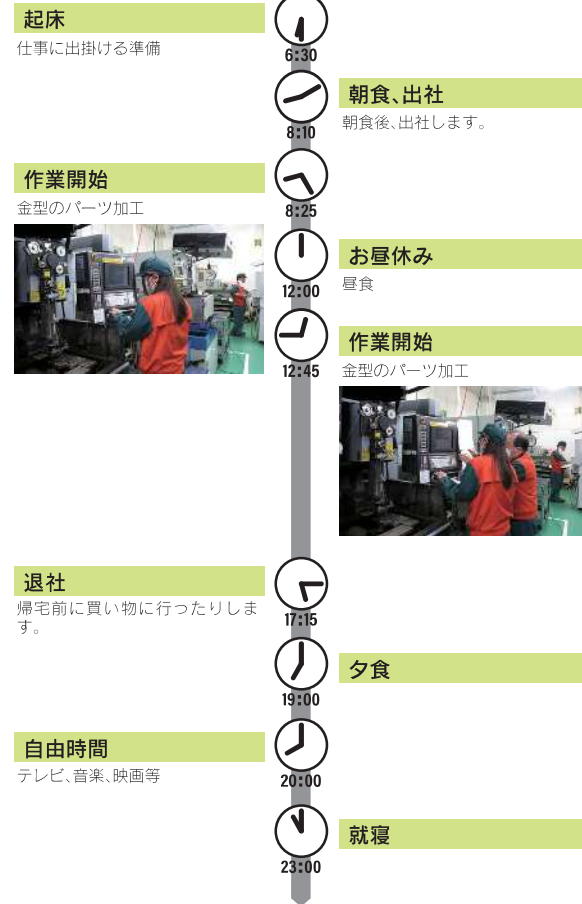 起床
仕事に出掛ける準備
6:30
朝食、出社
朝食後、出社します。
8:10
作業開始
金型のパーツ加工
8:25
お昼休み
昼食
12:00
作業開始
金型のパーツ加工
12:45
退社
帰宅前に買い物に行ったりしま
す。
17:15
夕食
19:00
自由時間
テレビ、音楽、映画等
20:00
就寝
23:00